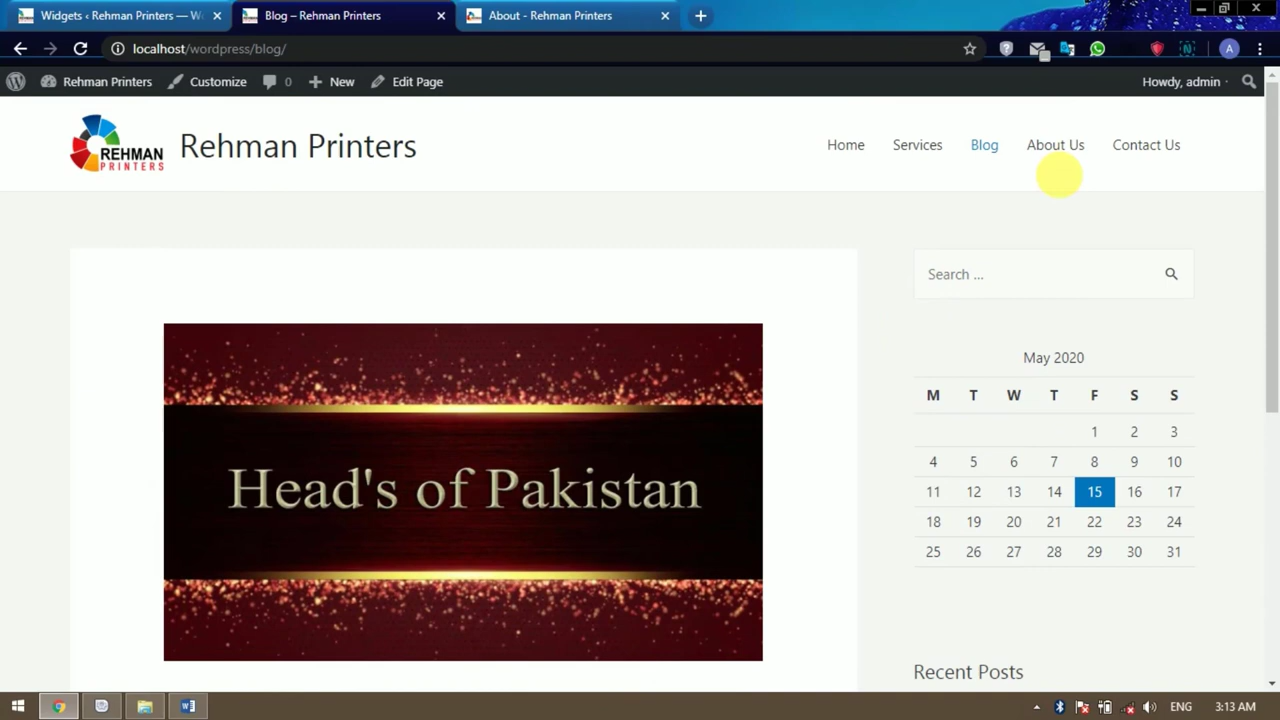 Widgets ‹ Rehman Printers — Wo
Blog – Rehman Printers
About - Rehman Printers
localhost/wordpress/blog/
A
Rehman Printers
Customize
0
New
Edit Page
Howdy, admin
REHMAN
PRINTERS
Rehman Printers
Home
Services
Blog
About Us
Contact Us
Search ...
Head's of Pakistan
May 2020
M T W T F S S
1 2 3
4 5 6 7 8 9 10
11 12 13 14 15 16 17
18 19 20 21 22 23 24
25 26 27 28 29 30 31
Recent Posts
ENG
3:13 AM